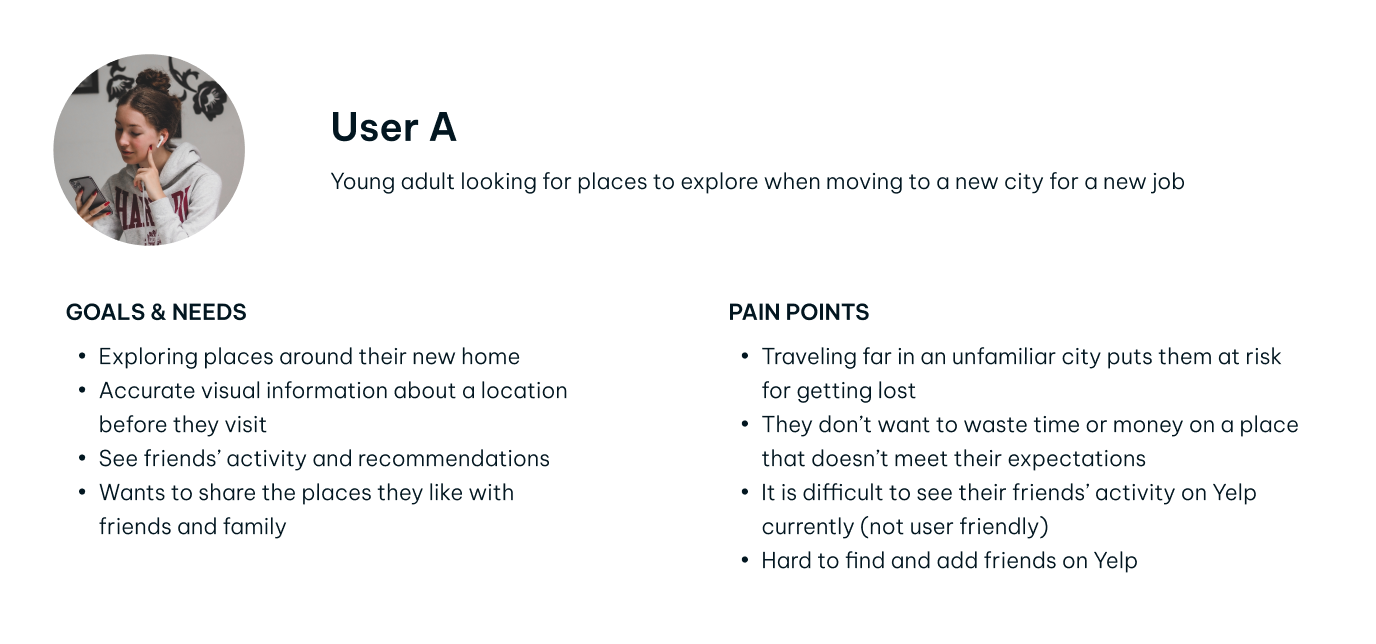 User A
Young adult looking for places to explore when moving to a new city for a new job
GOALS & NEEDS
• Exploring places around their new home
• Accurate visual information about a location
before they visit
• See friends’ activity and recommendations
• Wants to share the places they like with
friends and family
PAIN POINTS
• Traveling far in an unfamiliar city puts them at risk
for getting lost
• They don’t want to waste time or money on a place
that doesn’t meet their expectations
• It is difficult to see their friends’ activity on Yelp
currently (not user friendly)
• Hard to find and add friends on Yelp